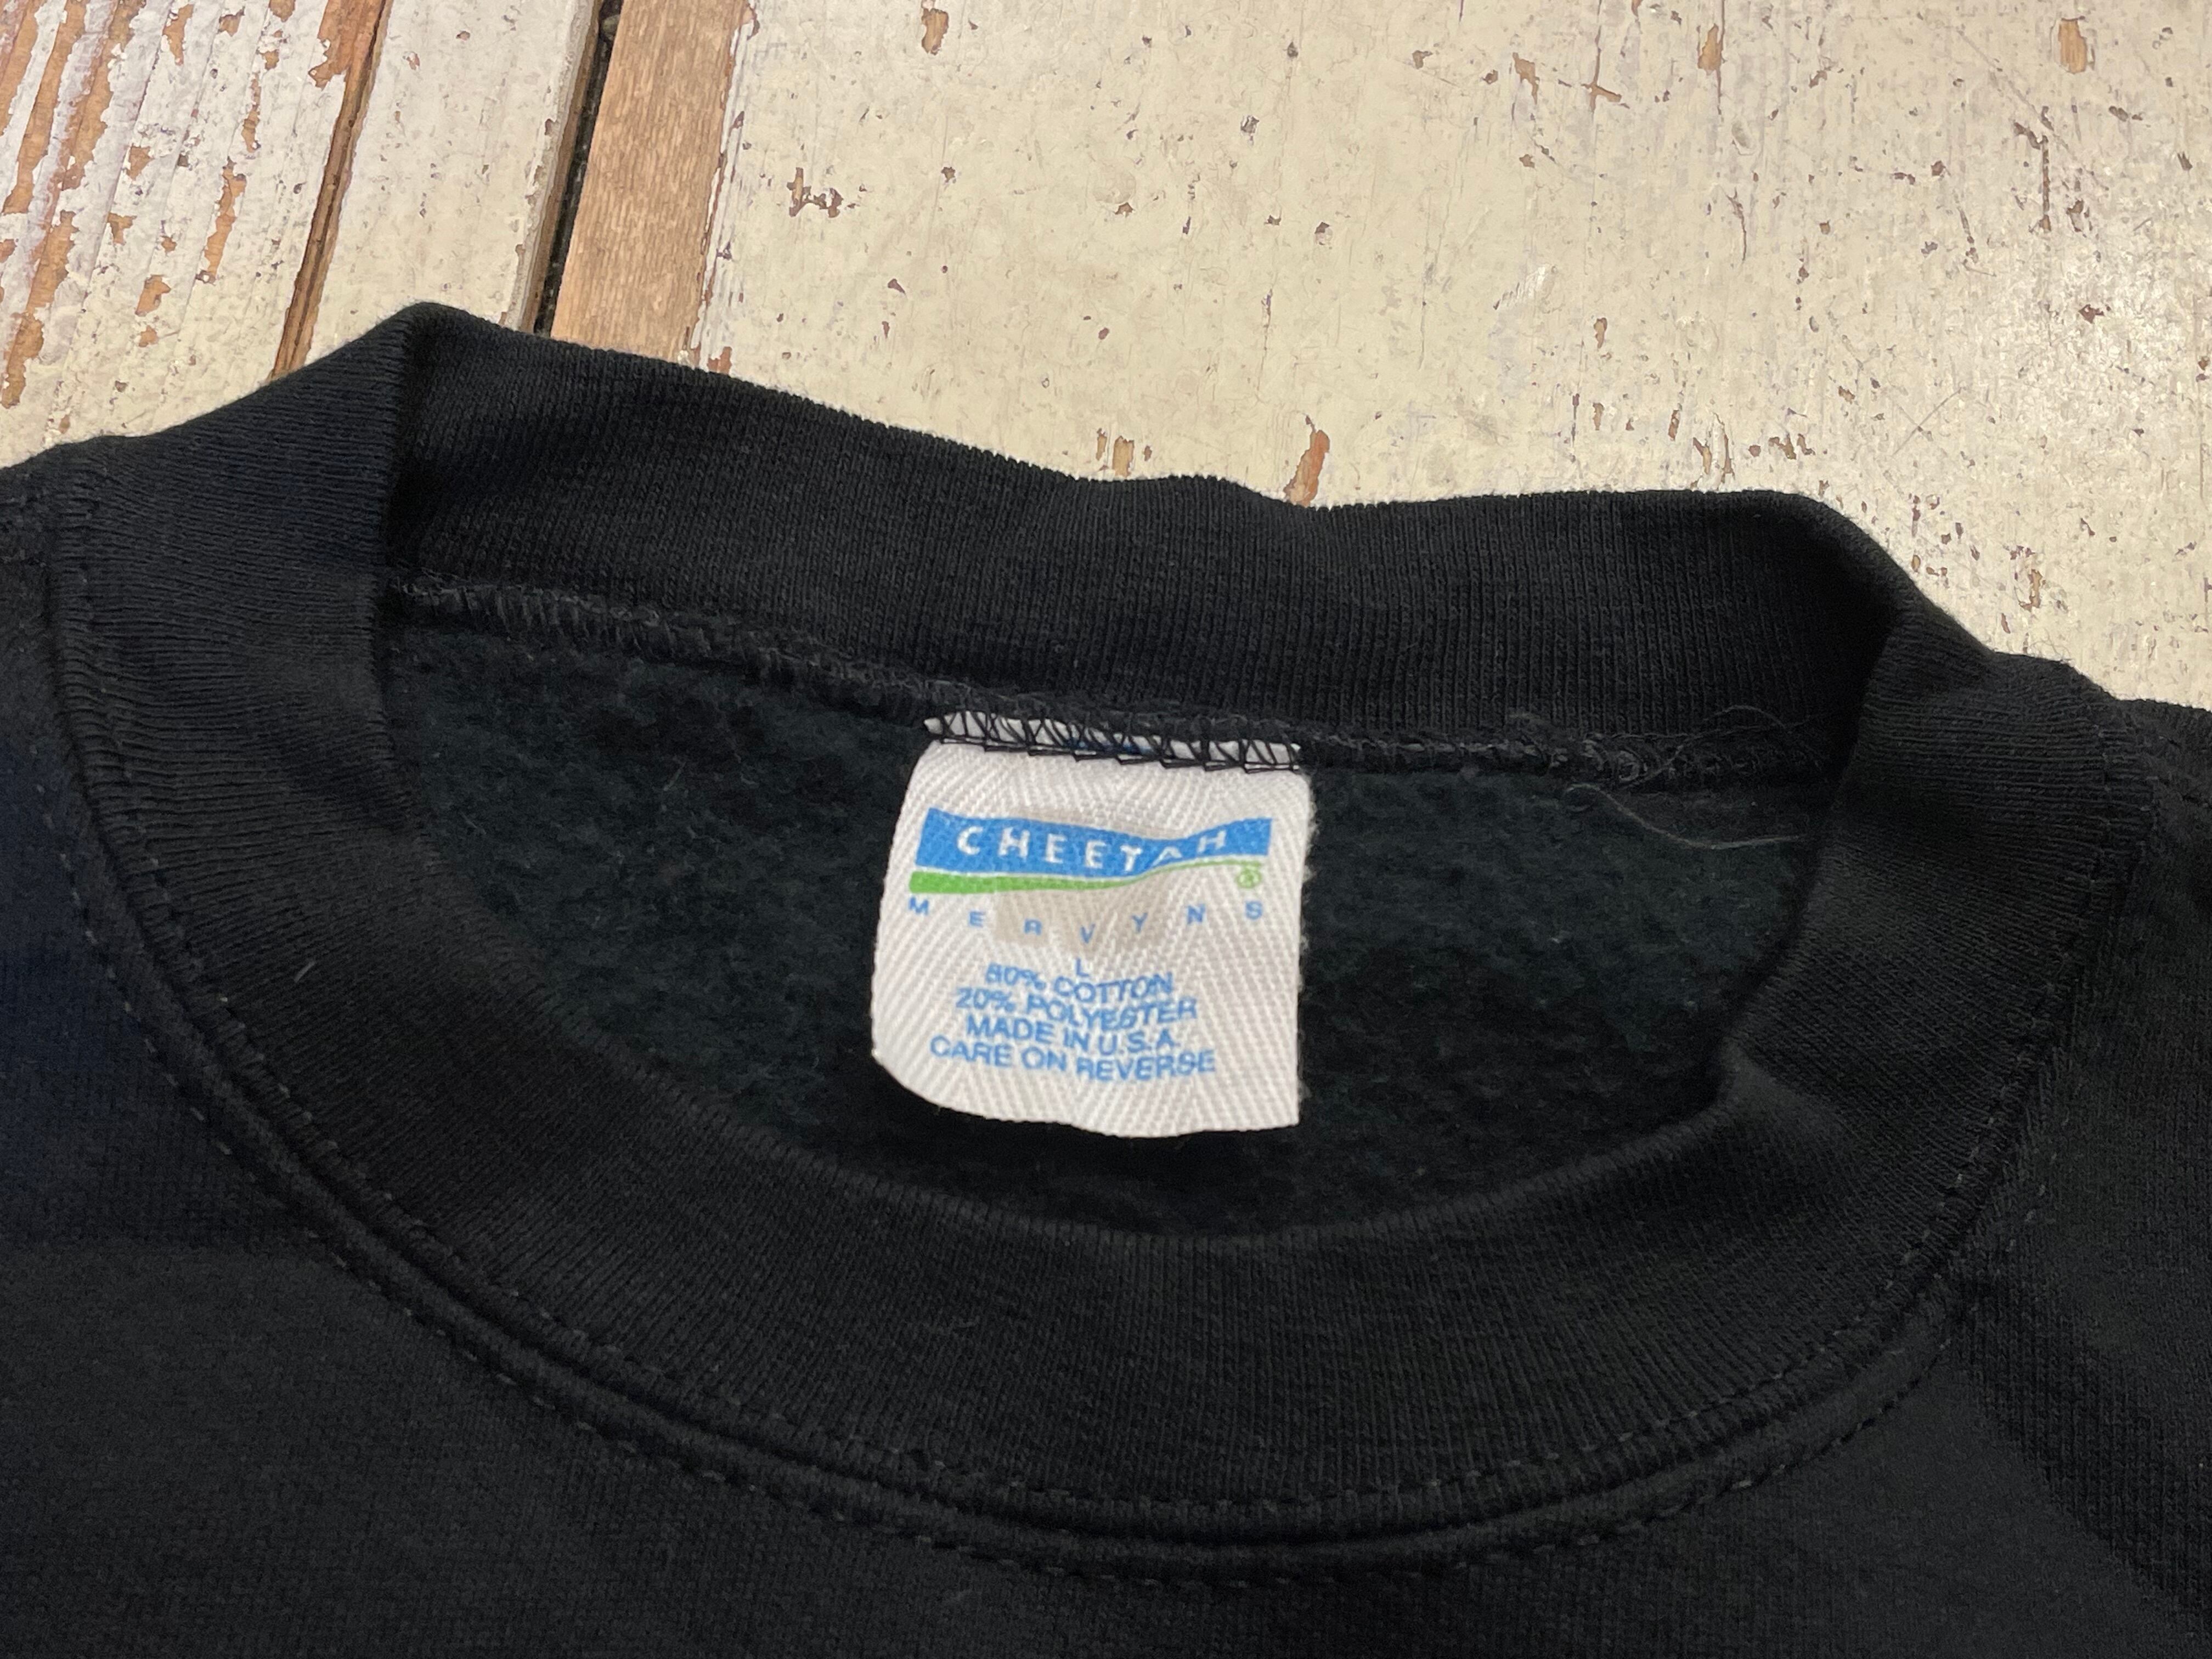 CHEETAH
®
MERVYNS
L
80% COTTON
20% POLYESTER
MADE IN U.S.A.
CARE ON REVERSE